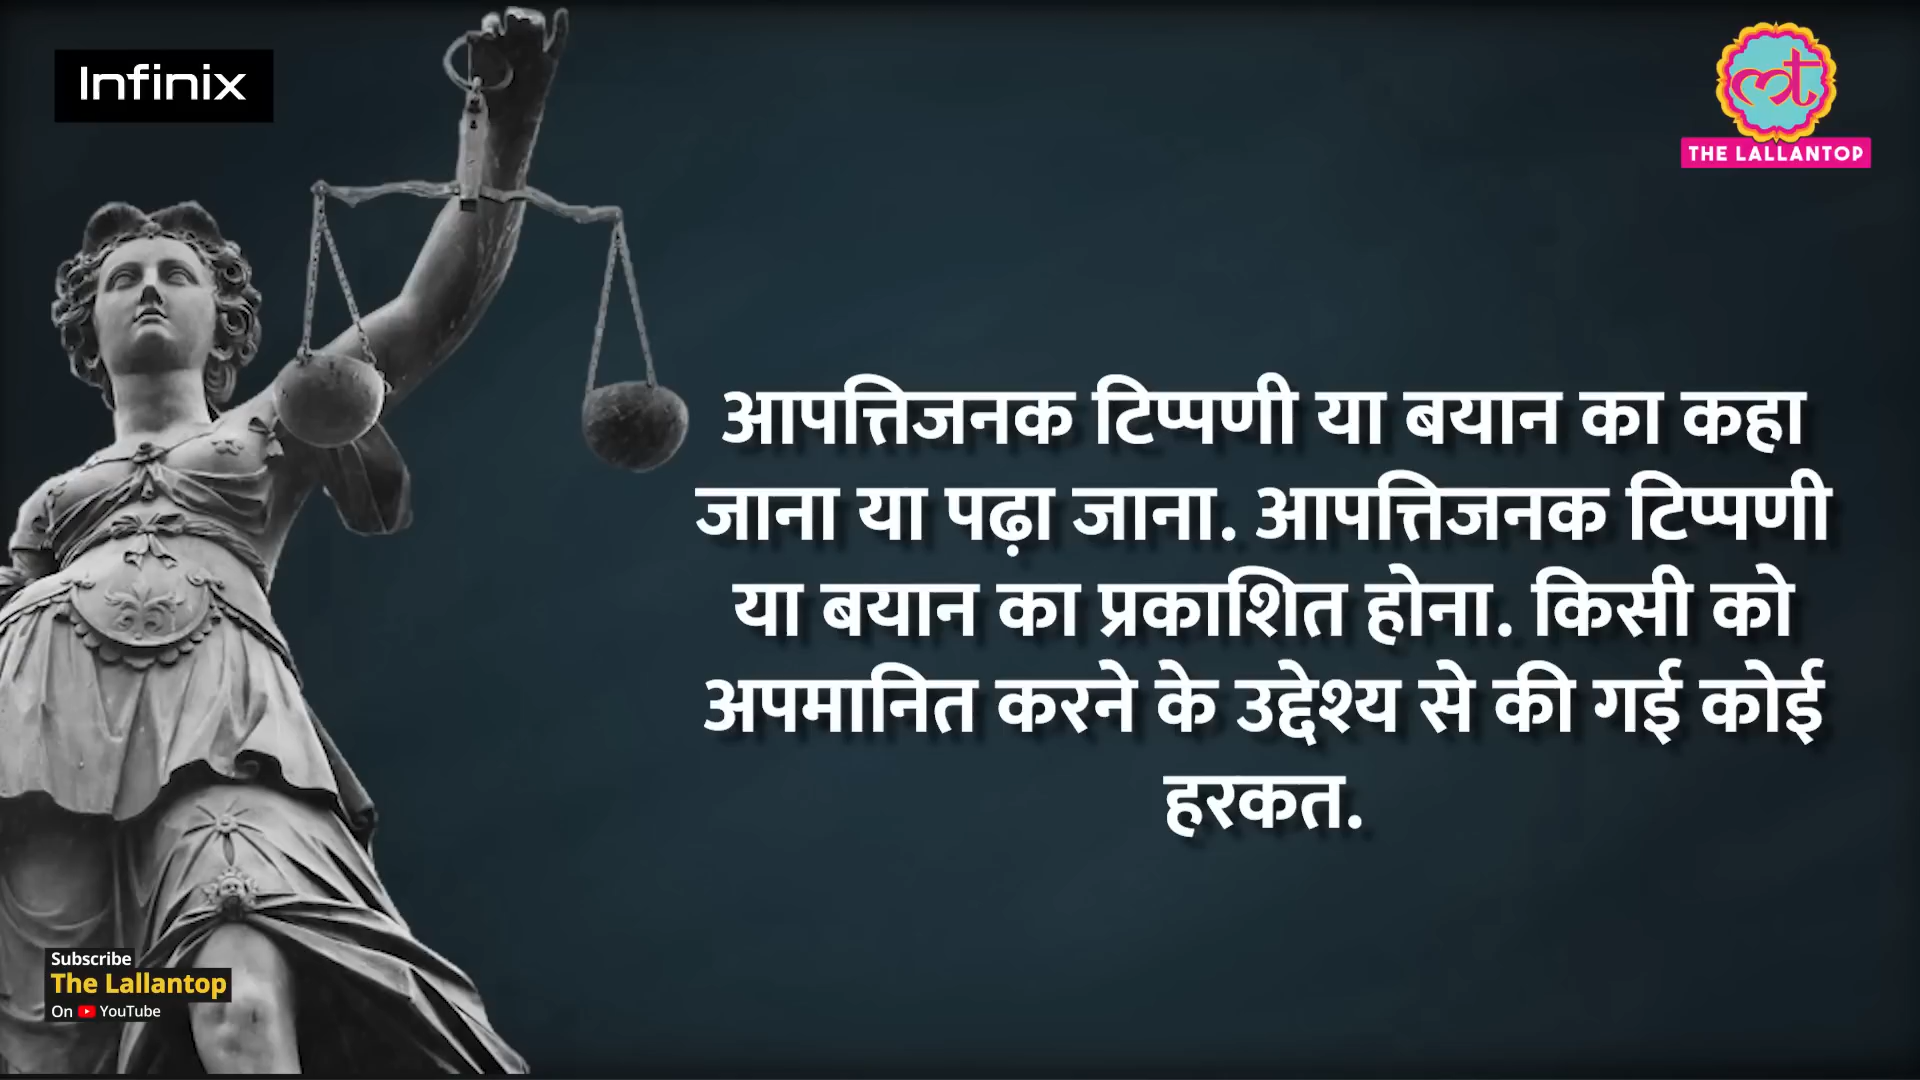 Infinix
THE LALLANTOP
आपत्तिजनक टिप्पणी या बयान का कहा
जाना या पढ़ा जाना. आपत्तिजनक टिप्पणी
या बयान का प्रकाशित होना. किसी को
अपमानित करने के उद्देश्य से की गई कोई
हरकत.
Subscribe
The Lallantop
On YouTube